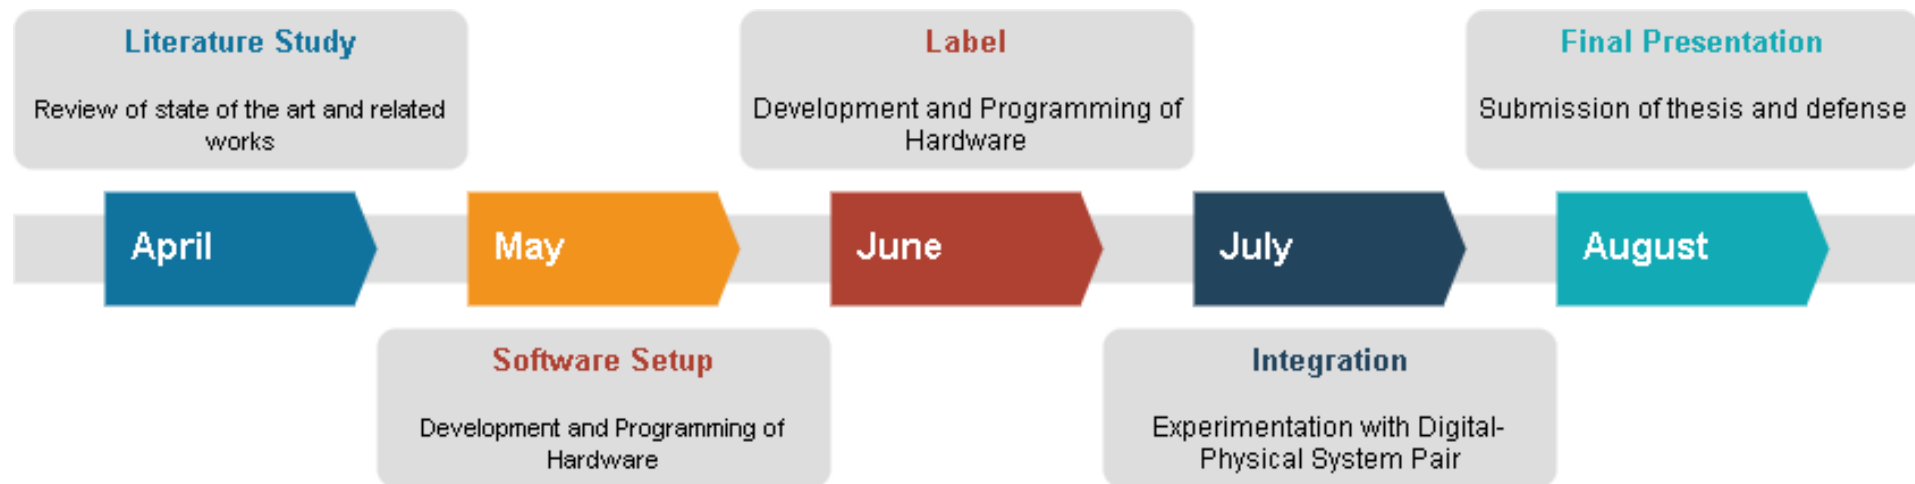 Literature Study
Review of state of the art and related
works
Label
Development and Programming of
Hardware
Final Presentation
Submission of thesis and defense
April
May
June
July
August
Software Setup
Development and Programming of
Hardware
Integration
Experimentation with Digital-
Physical System Pair